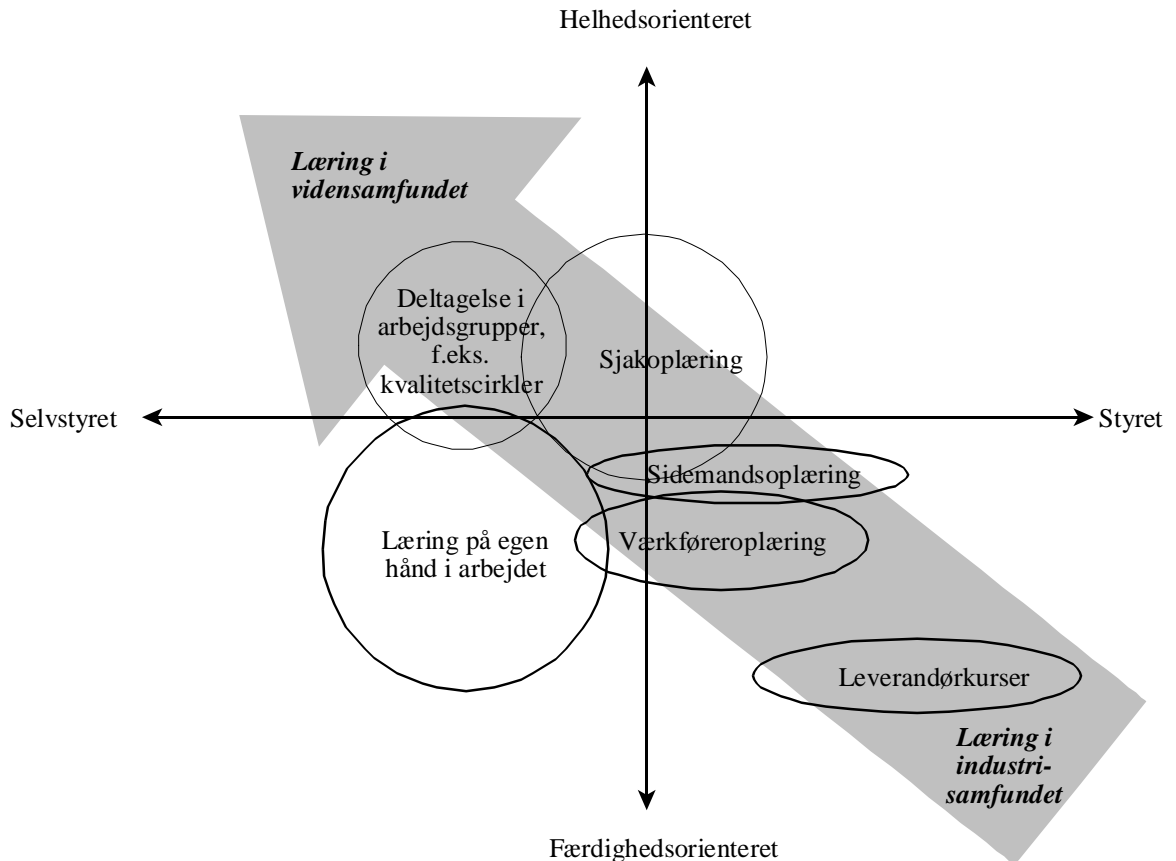 Helhedsorienteret
Læring i
vidensamfundet
Deltagelse i
arbejdsgrupper,
f.eks.
kvalitetscirkler
Sjakoplæring
Selvstyret
Styret
Sidemandsoplæring
Læring på egen
hånd i arbejdet
Værkføreroplæring
Leverandørkurser
Læring i
industri-
samfundet
Færdighedsorienteret